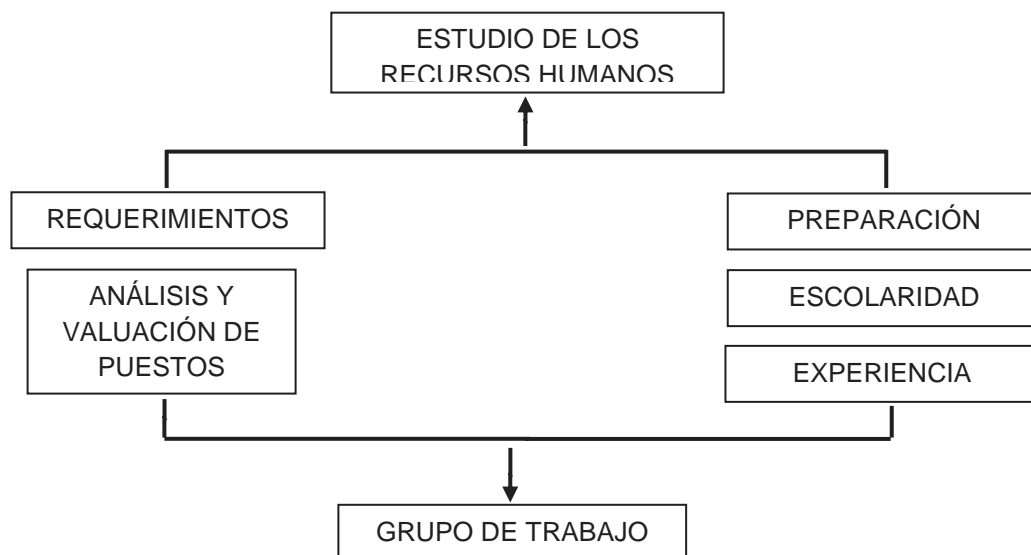 ESTUDIO DE LOS
RECURSOS HUMANOS
REQUERIMIENTOS
ANÁLISIS Y
VALUACIÓN DE
PUESTOS
PREPARACIÓN
ESCOLARIDAD
EXPERIENCIA
GRUPO DE TRABAJO